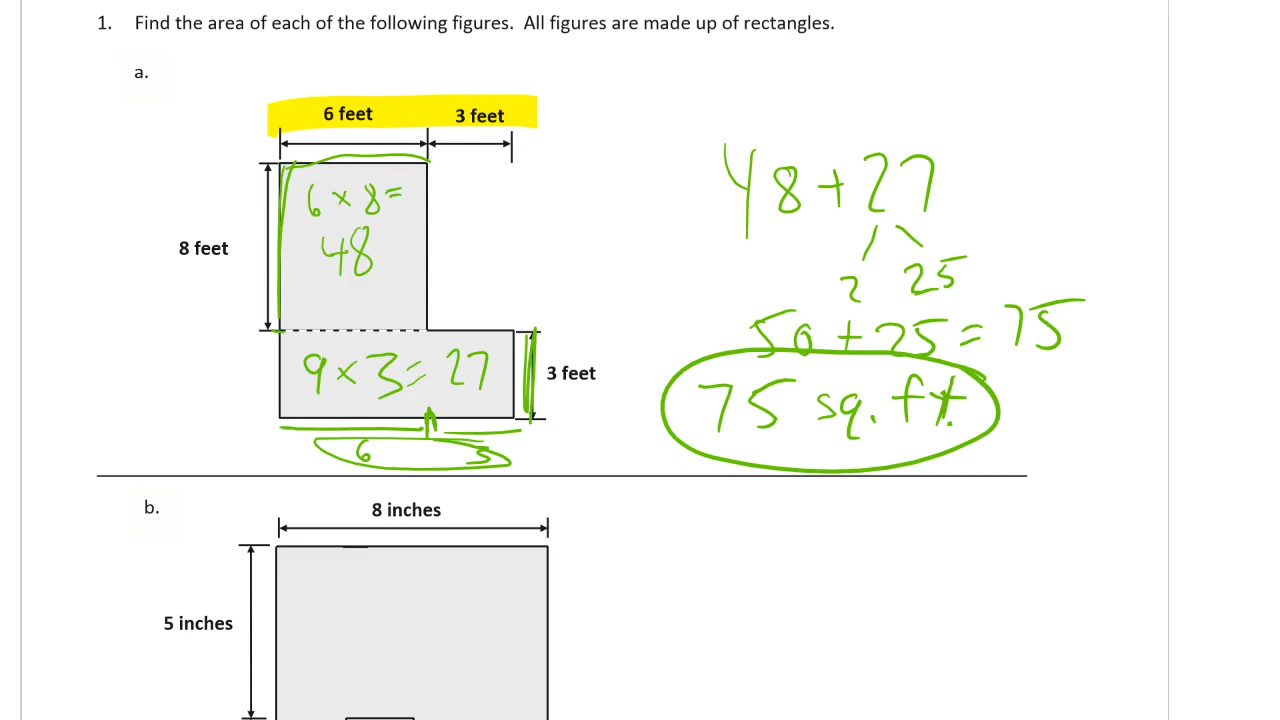 1. Find the area of each of the following figures. All figures are made up of rectangles.
a.
6 feet 3 feet
6 × 8 =
48
8 feet
9 × 3 = 27
3 feet
6 3
48 + 27
2 25
50 + 25 = 75
75 sq. ft.
b.
8 inches
5 inches